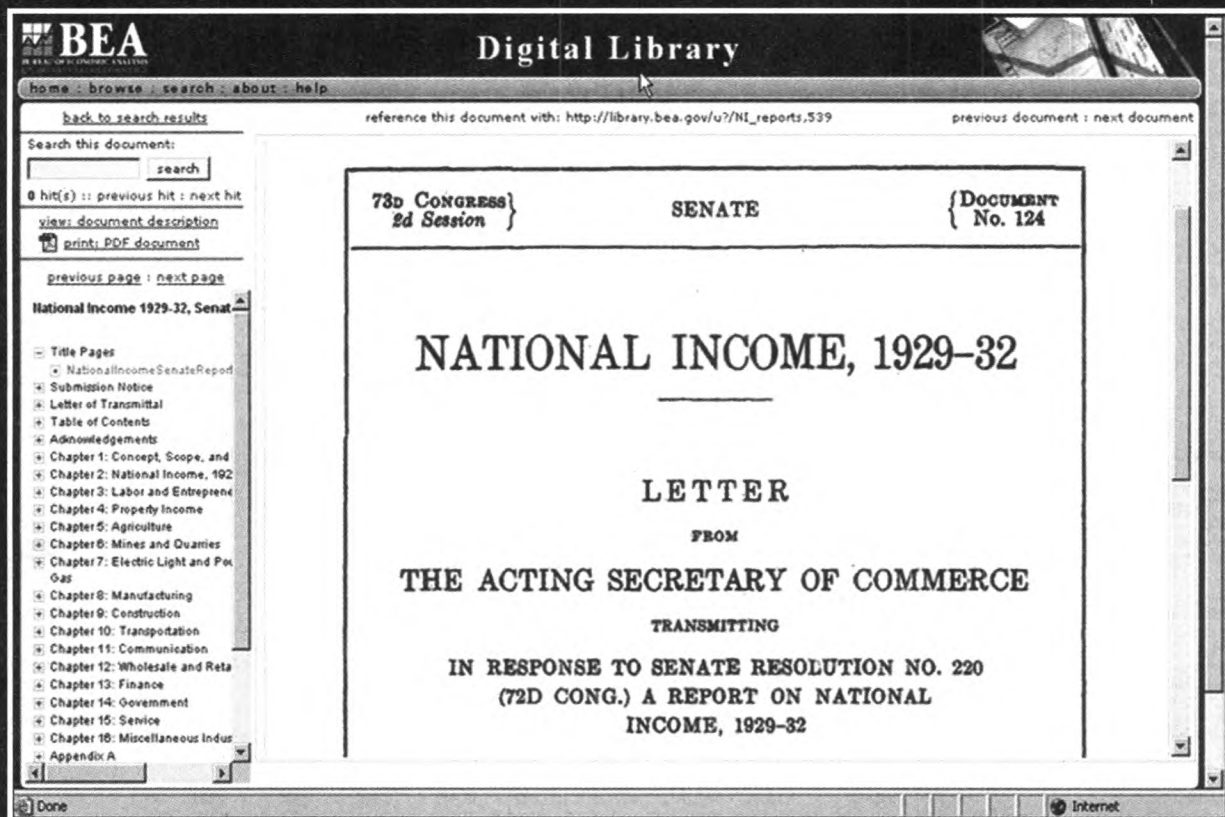 BEA
BUREAU OF ECONOMIC ANALYSIS
Digital Library
home : browse : search : about : help
back to search results
reference this document with: http://library.bea.gov/u?/NI_reports,539
previous document : next document
Search this document:
search
0 hit(s) :: previous hit : next hit
view: document description
print: PDF document
previous page : next page
National Income 1929-32, Senat
Title Pages
NationalIncomeSenateReport
Submission Notice
Letter of Transmittal
Table of Contents
Acknowledgements
Chapter 1: Concept, Scope, and
Chapter 2: National Income, 192
Chapter 3: Labor and Entreprene
Chapter 4: Property Income
Chapter 5: Agriculture
Chapter 6: Mines and Quarries
Chapter 7: Electric Light and Pow
Gas
Chapter 8: Manufacturing
Chapter 9: Construction
Chapter 10: Transportation
Chapter 11: Communication
Chapter 12: Wholesale and Reta
Chapter 13: Finance
Chapter 14: Government
Chapter 15: Service
Chapter 16: Miscellaneous Indus
Appendix A
73D CONGRESS
2d Session
SENATE
DOCUMENT
No. 124
NATIONAL INCOME, 1929-32
LETTER
FROM
THE ACTING SECRETARY OF COMMERCE
TRANSMITTING
IN RESPONSE TO SENATE RESOLUTION NO. 220
(72D CONG.) A REPORT ON NATIONAL
INCOME, 1929-32
Done
Internet